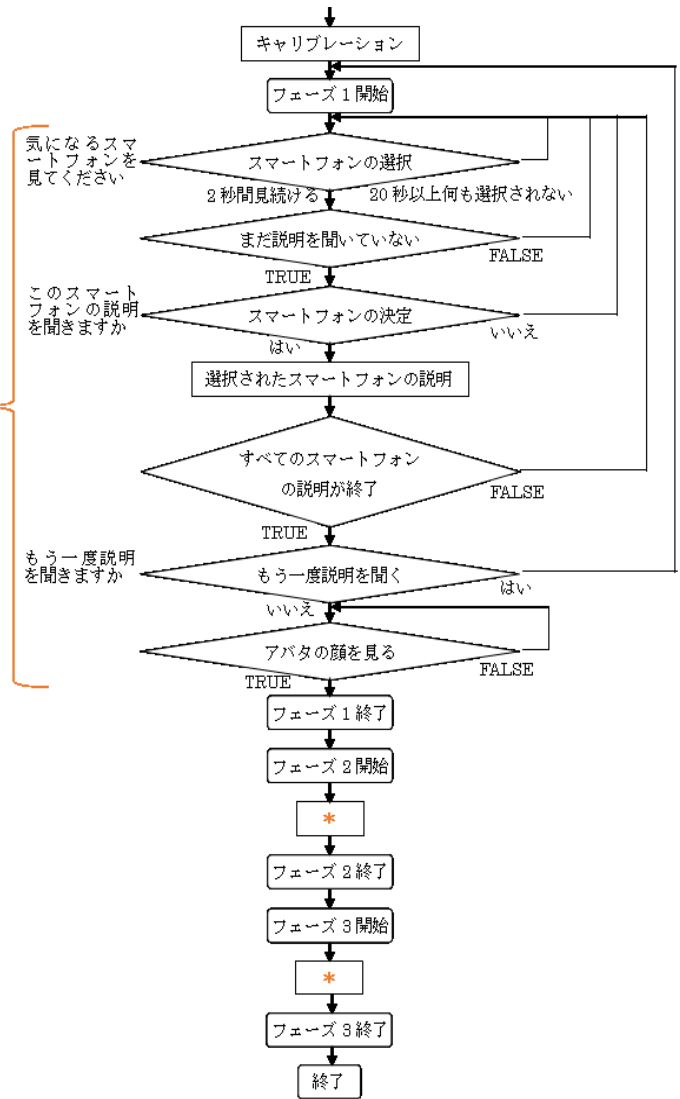 キャリブレーション
フェーズ1開始
気になるスマ
ートフォンを
見てください
スマートフォンの選択
2秒間見続ける
20秒以上何も選択されない
まだ説明を聞いていない
FALSE
TRUE
このスマート
フォンの説明
を聞きますか
スマートフォンの決定
いいえ
はい
選択されたスマートフォンの説明
すべてのスマートフォン
の説明が終了
FALSE
TRUE
もう一度説明
を聞きますか
もう一度説明を聞く
はい
いいえ
アバタの顔を見る
FALSE
TRUE
フェーズ1終了
フェーズ2開始
*
フェーズ2終了
フェーズ3開始
*
フェーズ3終了
終了